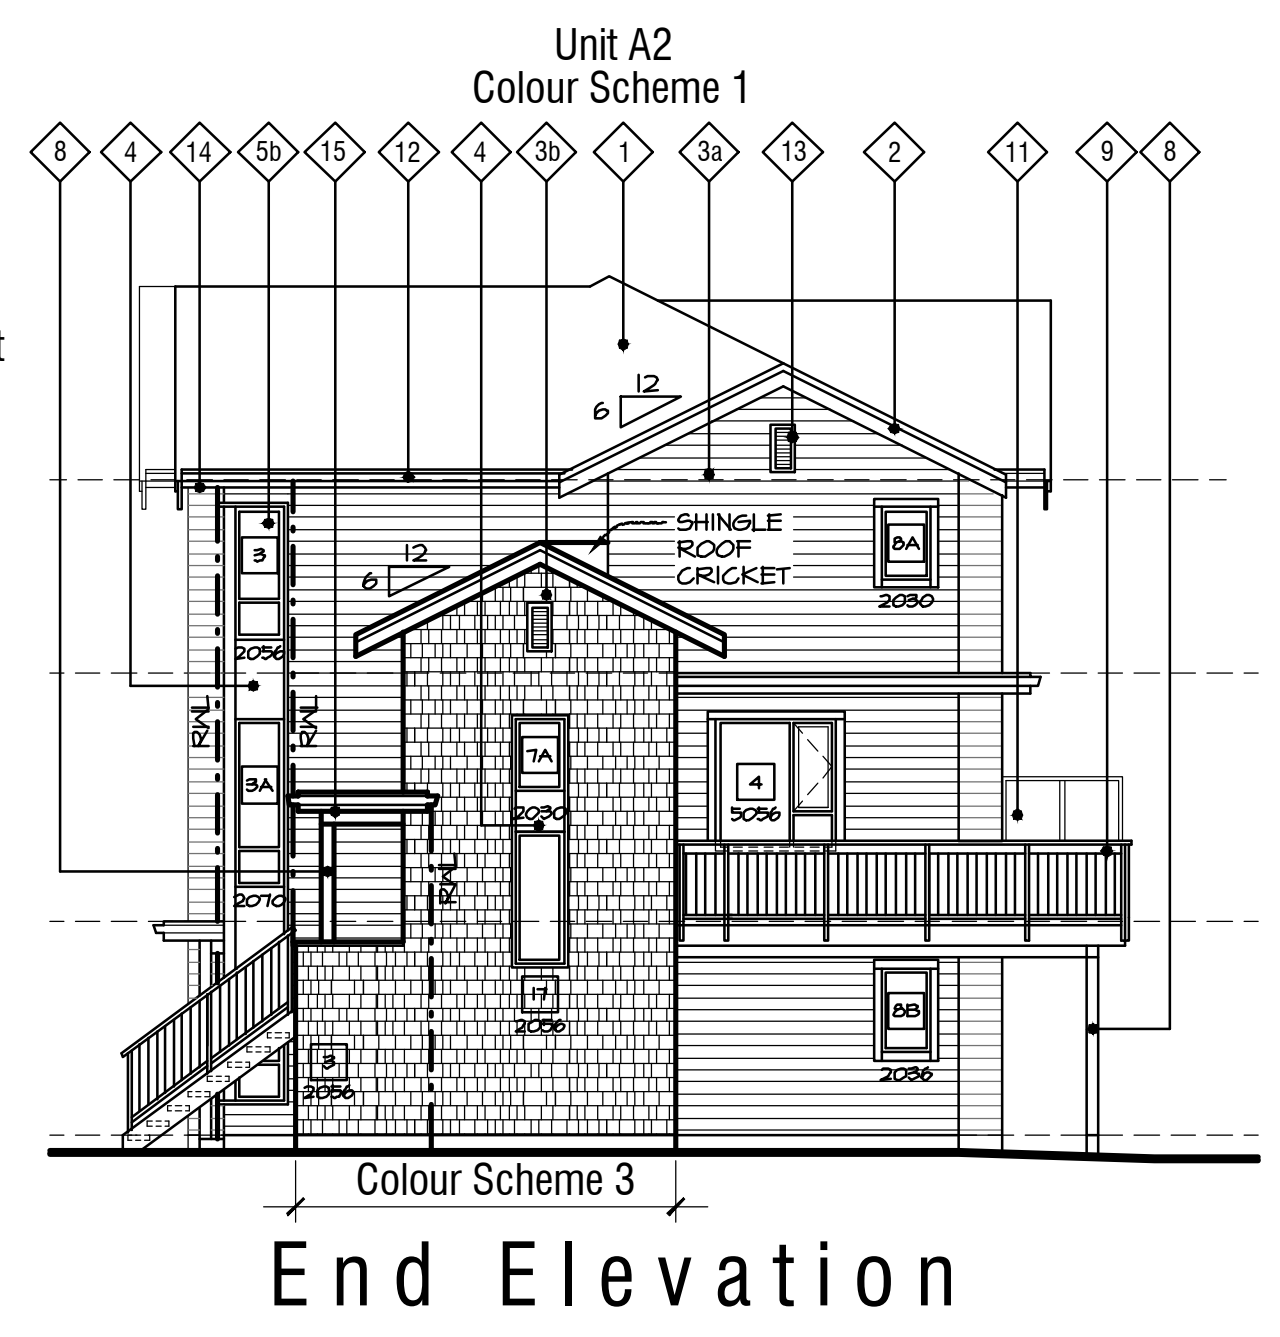 Unit A2
Colour Scheme 1
8 4 14 5b 15 12 4 3b 1 3a 13 2 11 9 8
t
12
6
SHINGLE
ROOF
CRICKET
8A
2030
3
2056
12
6
RWL
RWL
3A
2070
7A
2030
4
5056
RWL
17
2056
8B
2036
3
2056
Colour Scheme 3
End Elevation